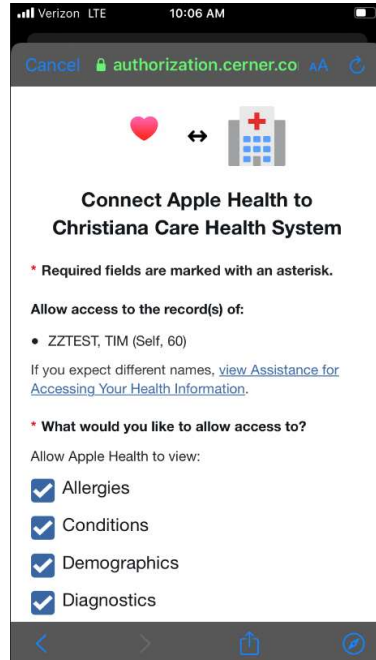 Verizon LTE 10:06 AM
Cancel authorization.cerner.co AA
Connect Apple Health to
Christiana Care Health System
* Required fields are marked with an asterisk.
Allow access to the record(s) of:
• ZZTEST, TIM (Self, 60)
If you expect different names, view Assistance for
Accessing Your Health Information.
* What would you like to allow access to?
Allow Apple Health to view:
Allergies
Conditions
Demographics
Diagnostics